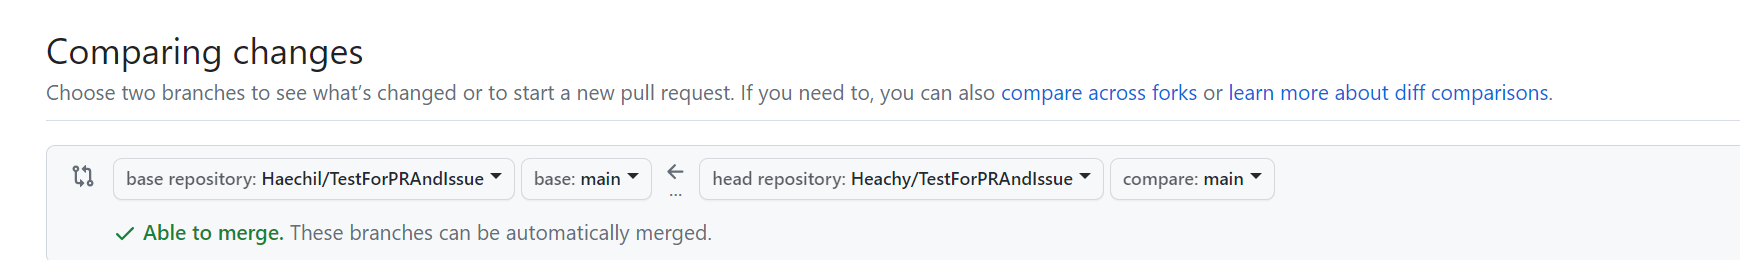 Comparing changes
Choose two branches to see what’s changed or to start a new pull request. If you need to, you can also compare across forks or learn more about diff comparisons.
base repository: Haechil/TestForPRAndIssue base: main ... head repository: Heachy/TestForPRAndIssue compare: main
Able to merge. These branches can be automatically merged.